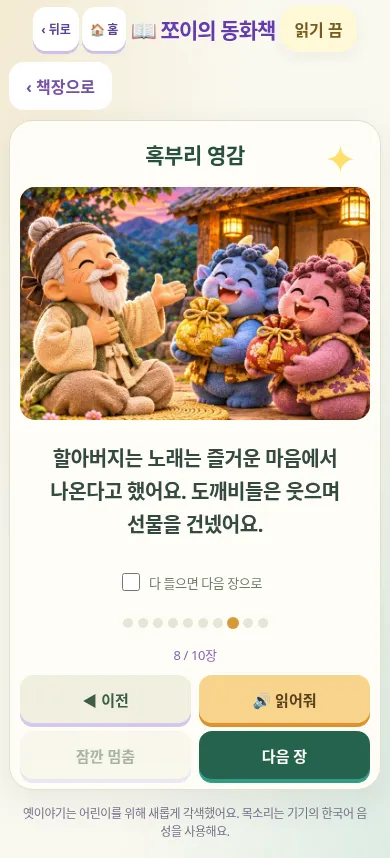 ‹ 뒤로 🏠 홈 📖 쪼이의 동화책 읽기 끔
‹ 책장으로
혹부리 영감
할아버지는 노래는 즐거운 마음에서
나온다고 했어요. 도깨비들은 웃으며
선물을 건넸어요.
다 들으면 다음 장으로
8 / 10장
◀ 이전 🔊 읽어줘
잠깐 멈춤 다음 장
옛이야기는 어린이를 위해 새롭게 각색했어요. 목소리는 기기의 한국어 음
성을 사용해요.